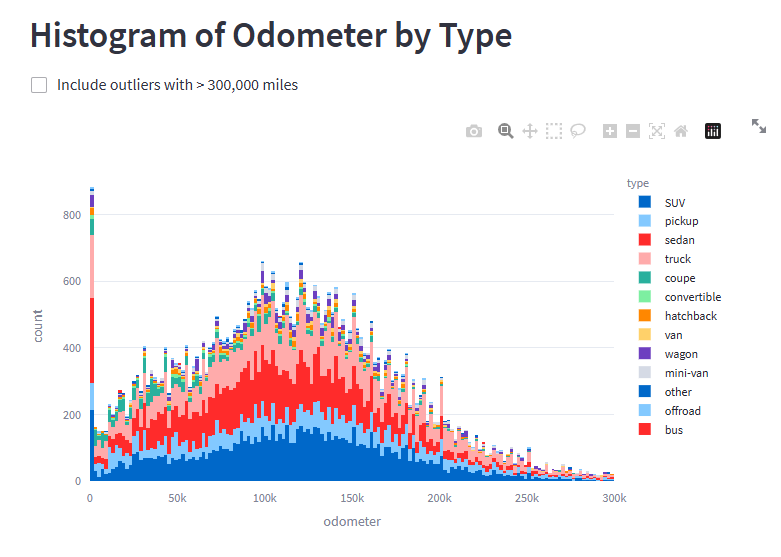 Histogram of Odometer by Type
Include outliers with > 300,000 miles
type
SUV
pickup
sedan
truck
coupe
convertible
hatchback
van
wagon
mini-van
other
offroad
bus
count
800
600
400
200
0
0 50k 100k 150k 200k 250k 300k
odometer